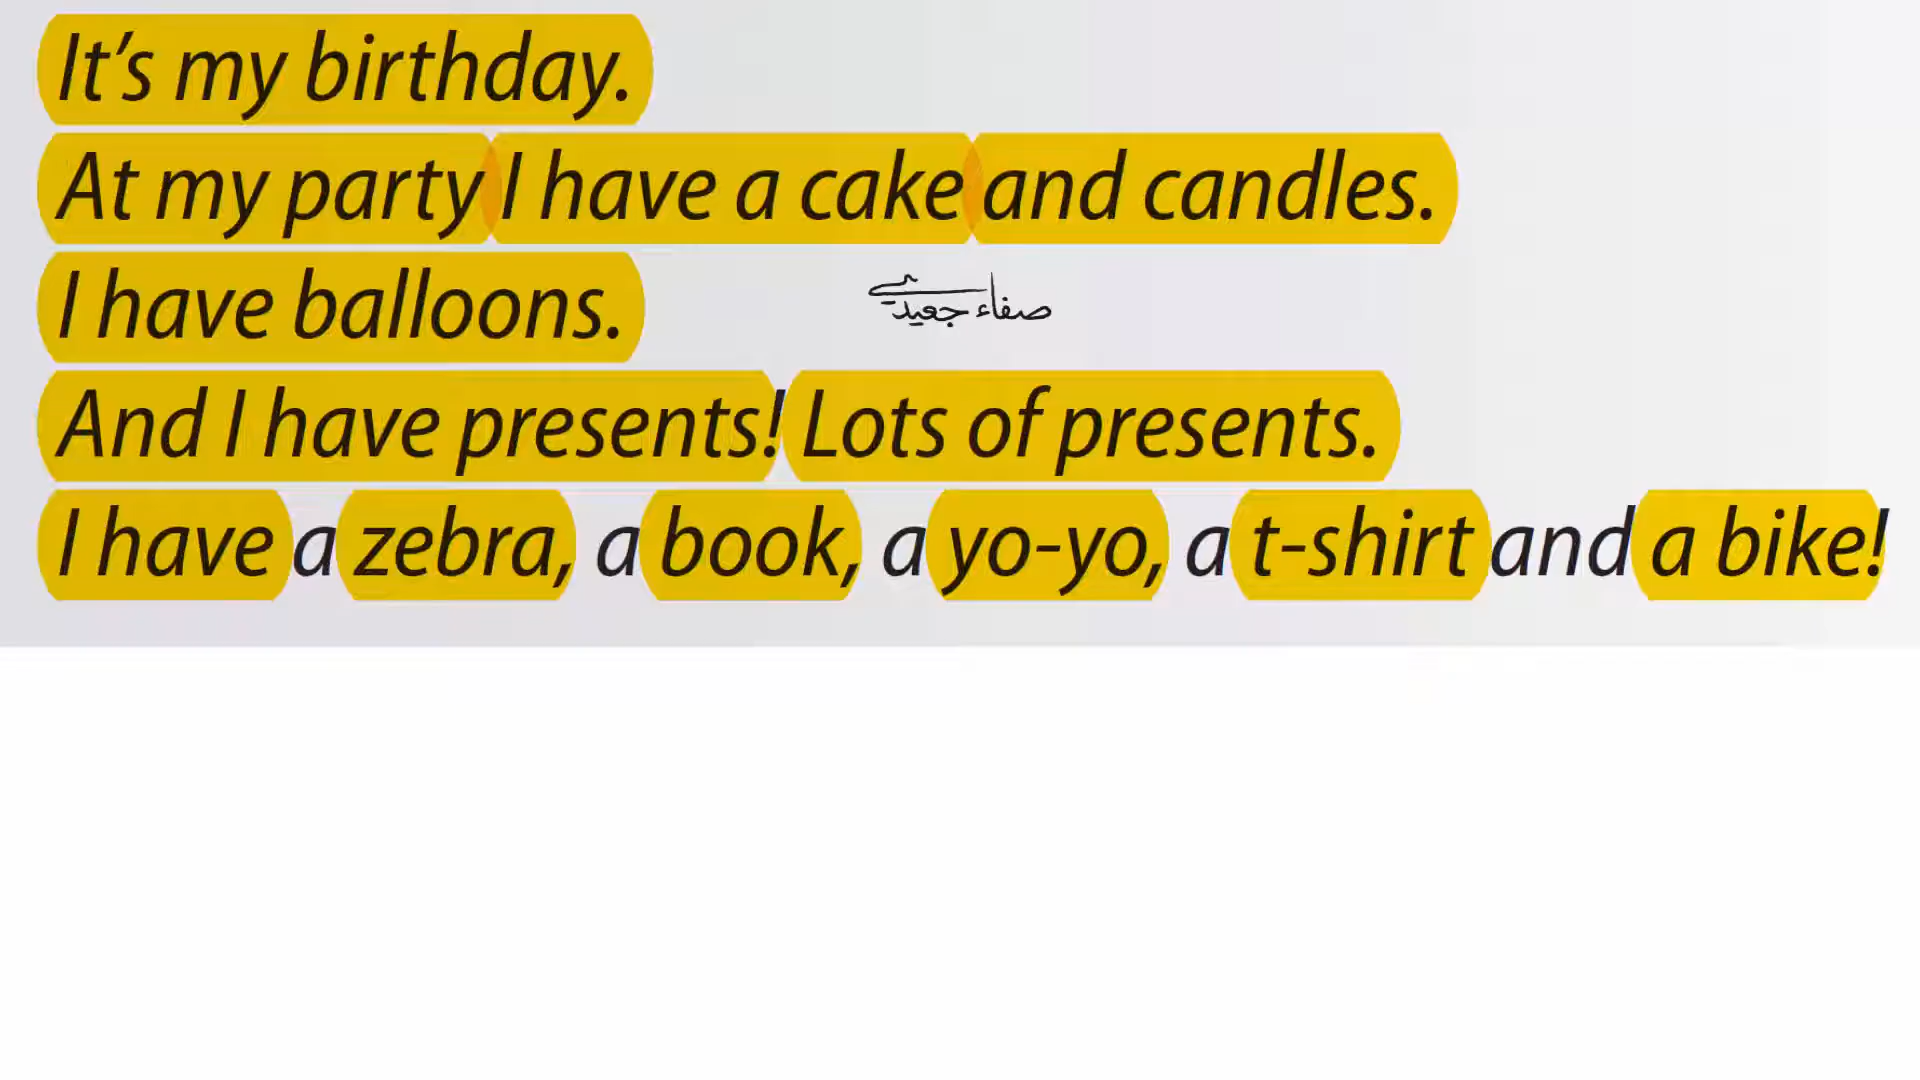 It's my birthday.
At my party I have a cake and candles.
I have balloons.
صفاء جعيدي
And I have presents! Lots of presents.
I have a zebra, a book, a yo-yo, a t-shirt and a bike!